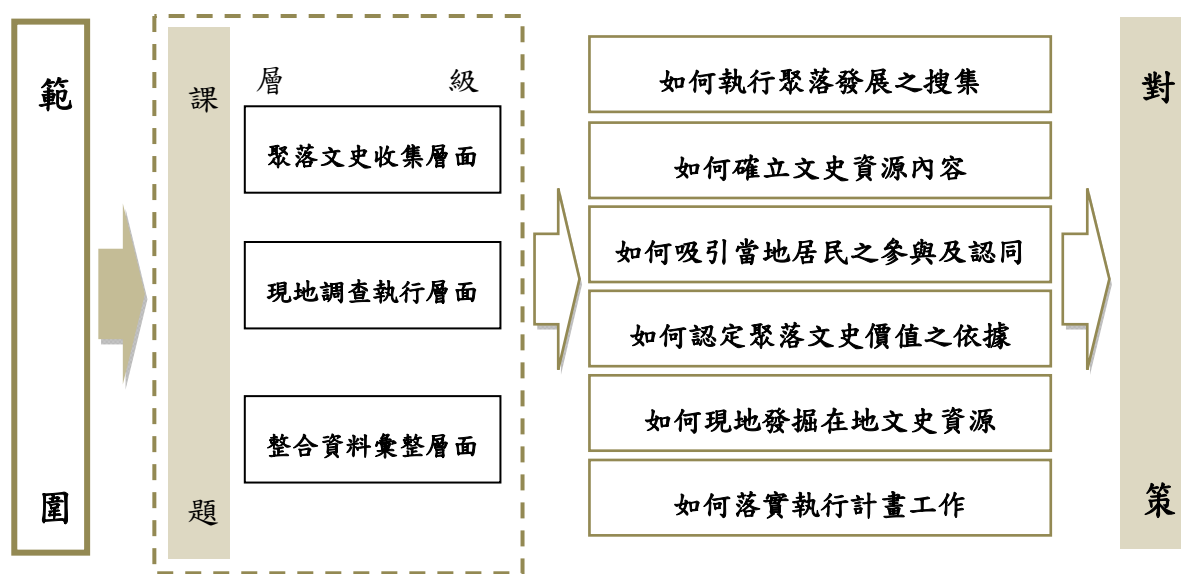 範圍
課題
層級
聚落文史收集層面
現地調查執行層面
整合資料彙整層面
如何執行聚落發展之搜集
如何確立文史資源內容
如何吸引當地居民之參與及認同
如何認定聚落文史價值之依據
如何現地發掘在地文史資源
如何落實執行計畫工作
對策